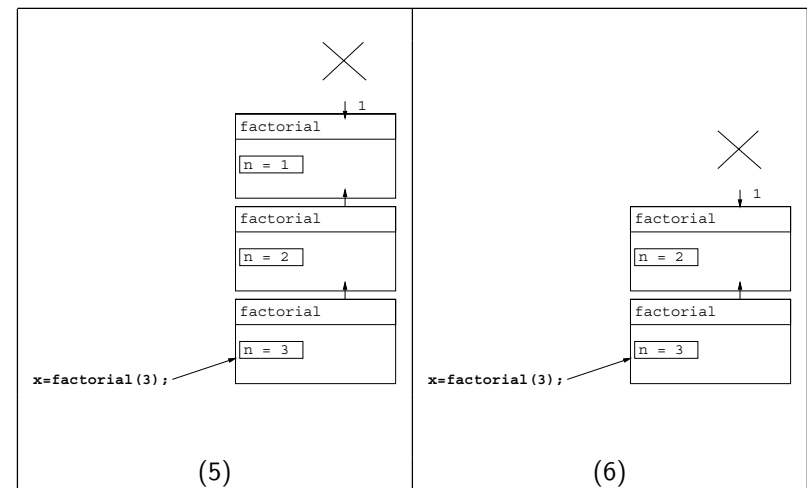 1
factorial
n = 1
factorial
n = 2
factorial
n = 3
x=factorial(3);
(5)
1
factorial
n = 2
factorial
n = 3
x=factorial(3);
(6)